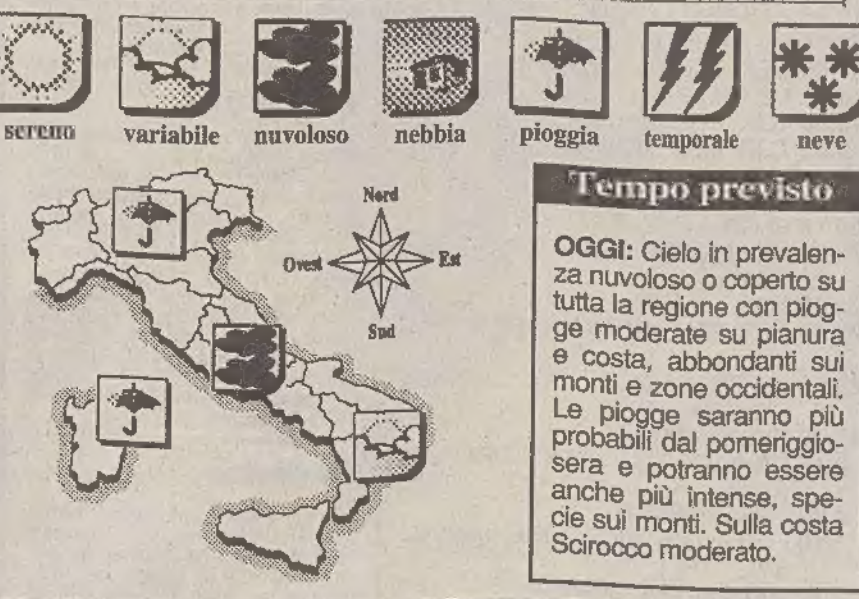 sereno variabile nuvoloso nebbia pioggia temporale neve
Nord
Ovest Est
Sud
Tempo previsto
OGGI: Cielo in prevalen-
za nuvoloso o coperto su
tutta la regione con piog-
ge moderate su pianura
e costa, abbondanti sui
monti e zone occidentali.
Le piogge saranno più
probabili dal pomeriggio-
sera e potranno essere
anche più intense, spe-
cie sui monti. Sulla costa
Scirocco moderato.